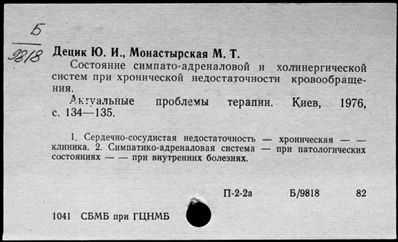 Б
9818
Децик Ю. И., Монастырская М. Т.
Состояние симпато-адреналовой и холинергической
систем при хронической недостаточности кровообраще-
ния.
Актуальные проблемы терапии. Киев, 1976,
с. 134—135.
1. Сердечно-сосудистая недостаточность — хроническая — —
клиника. 2. Симпатико-адреналовая система — при патологических
состояниях — — при внутренних болезнях.
П-2-2а Б/9818 82
1041 СБМБ при ГЦНМБ